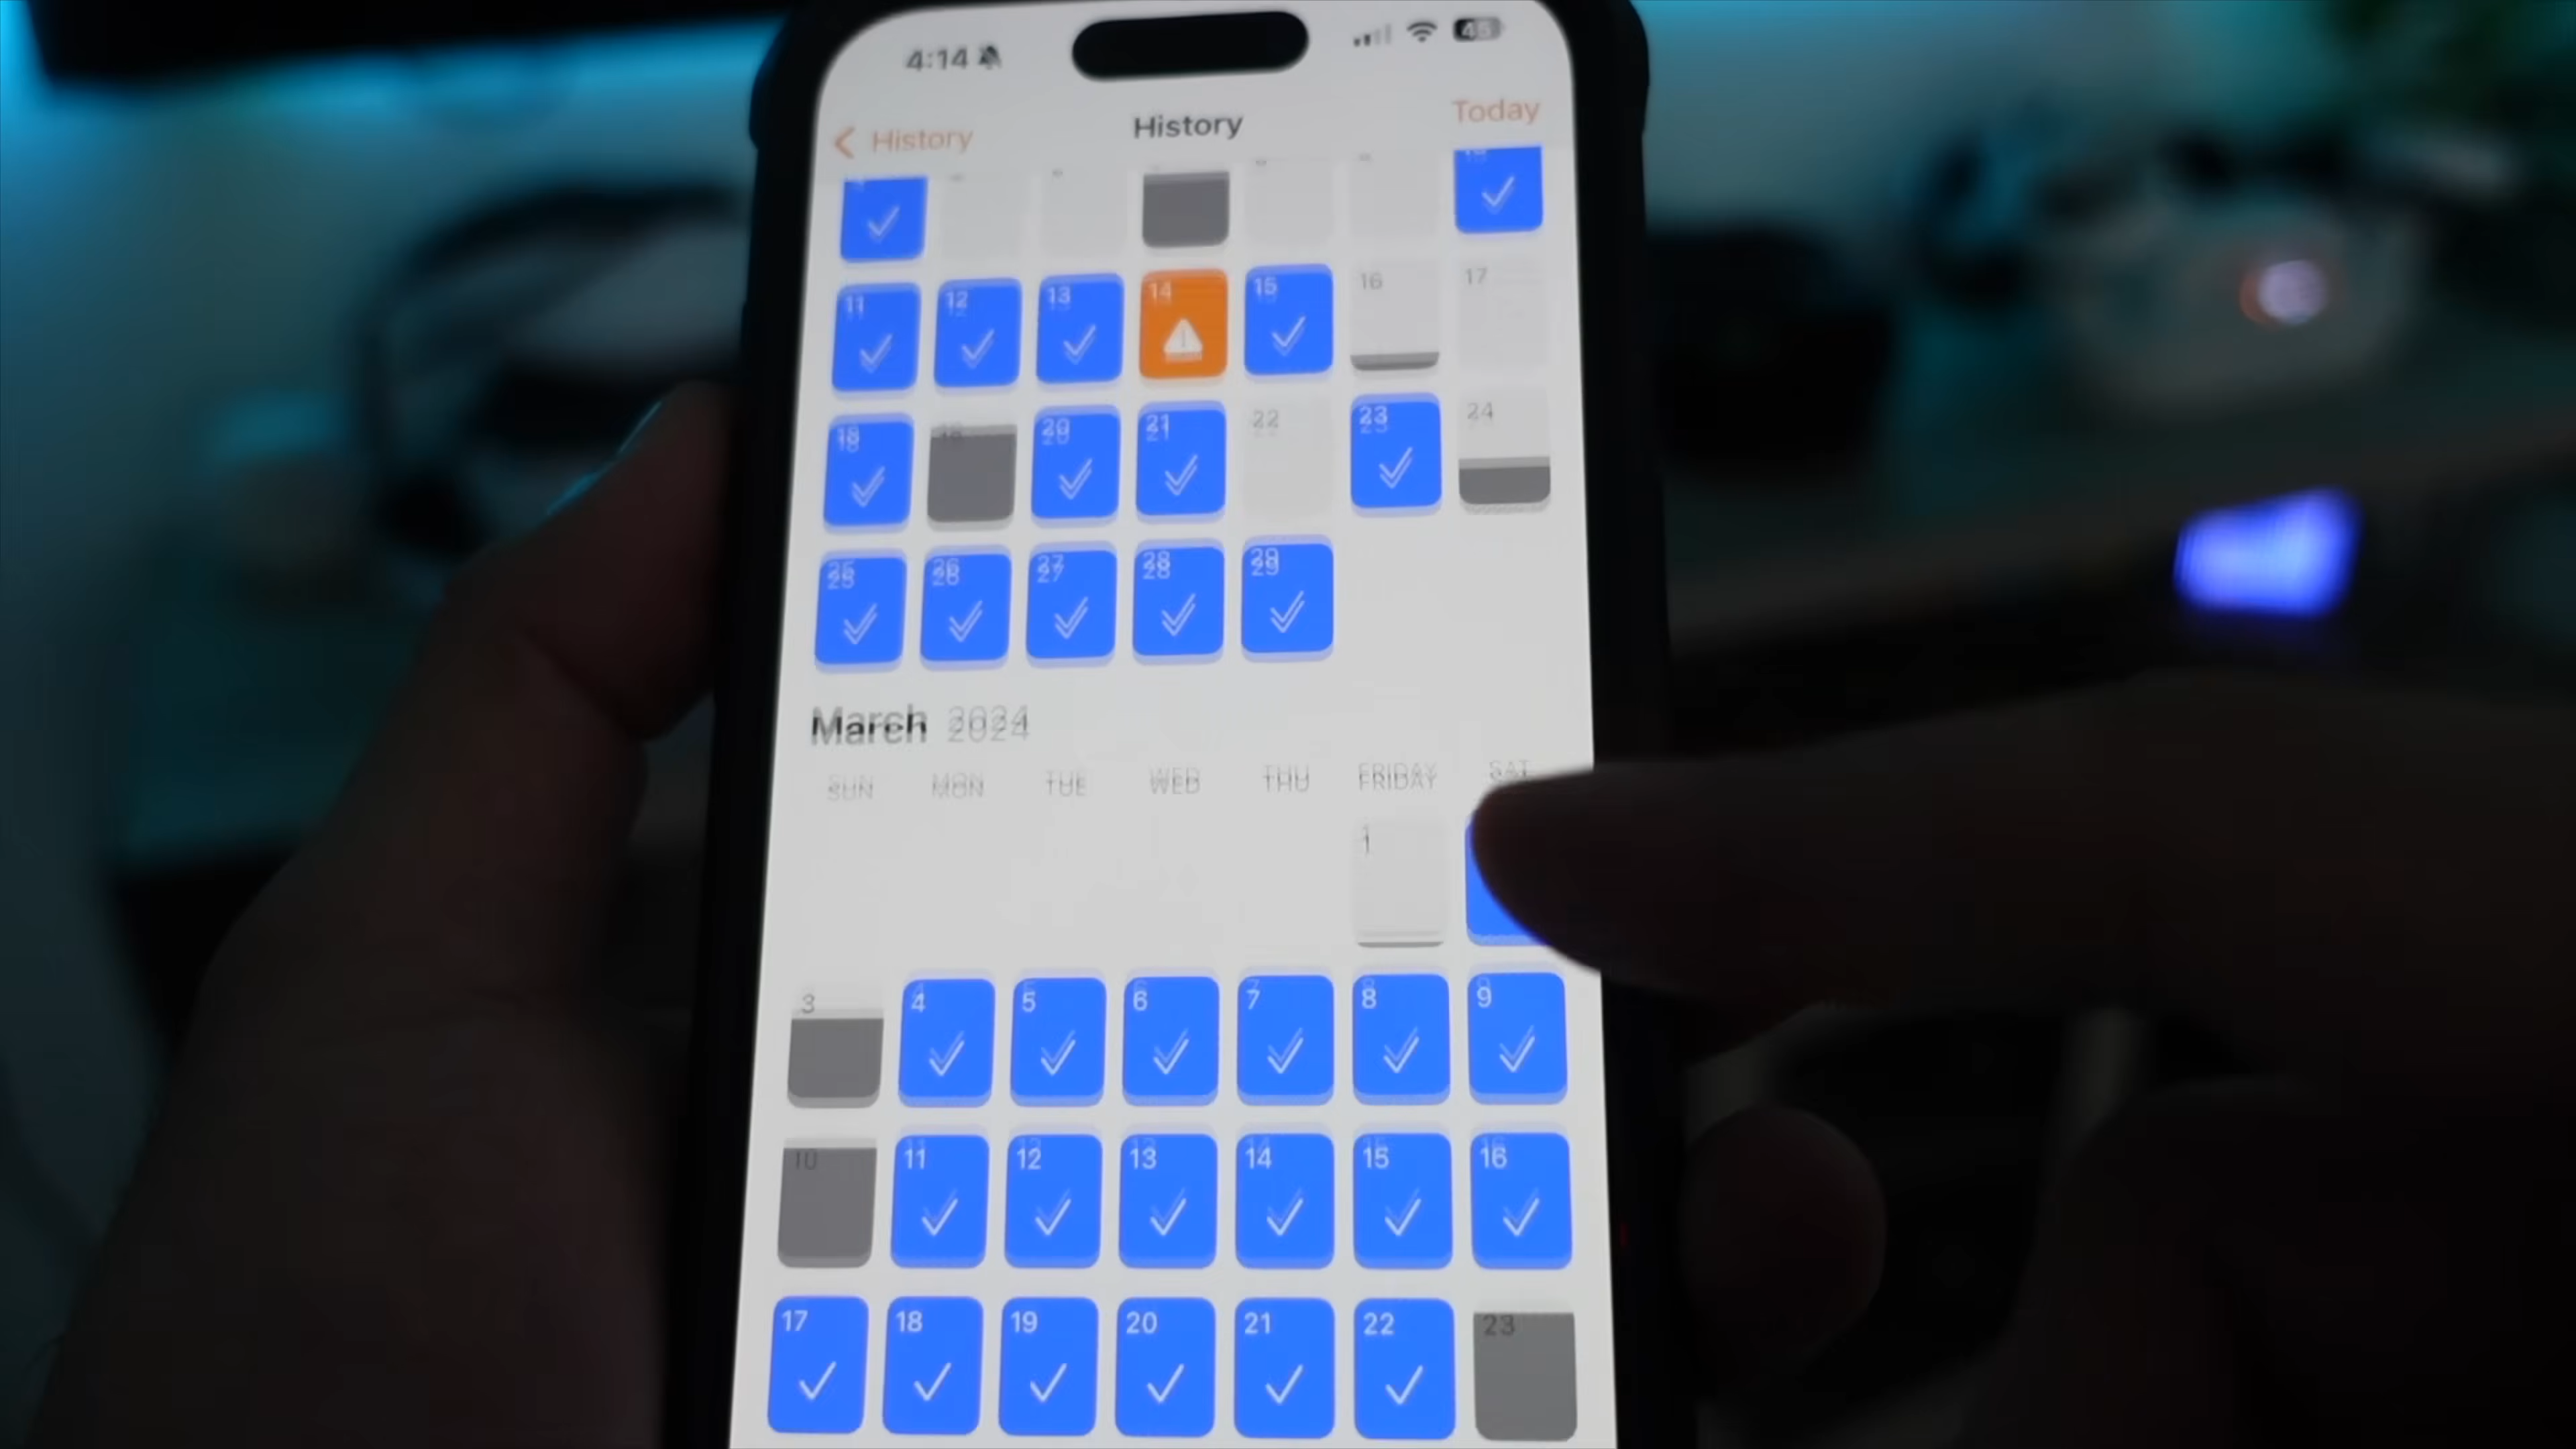 4:14 45
History History Today
11 12 13 14 15 16 17
18 19 20 21 22 23 24
25 26 27 28 29
March 2024
SUN MON TUE WED THU FRIDAY SAT
1
3 4 5 6 7 8 9
10 11 12 13 14 15 16
17 18 19 20 21 22 23